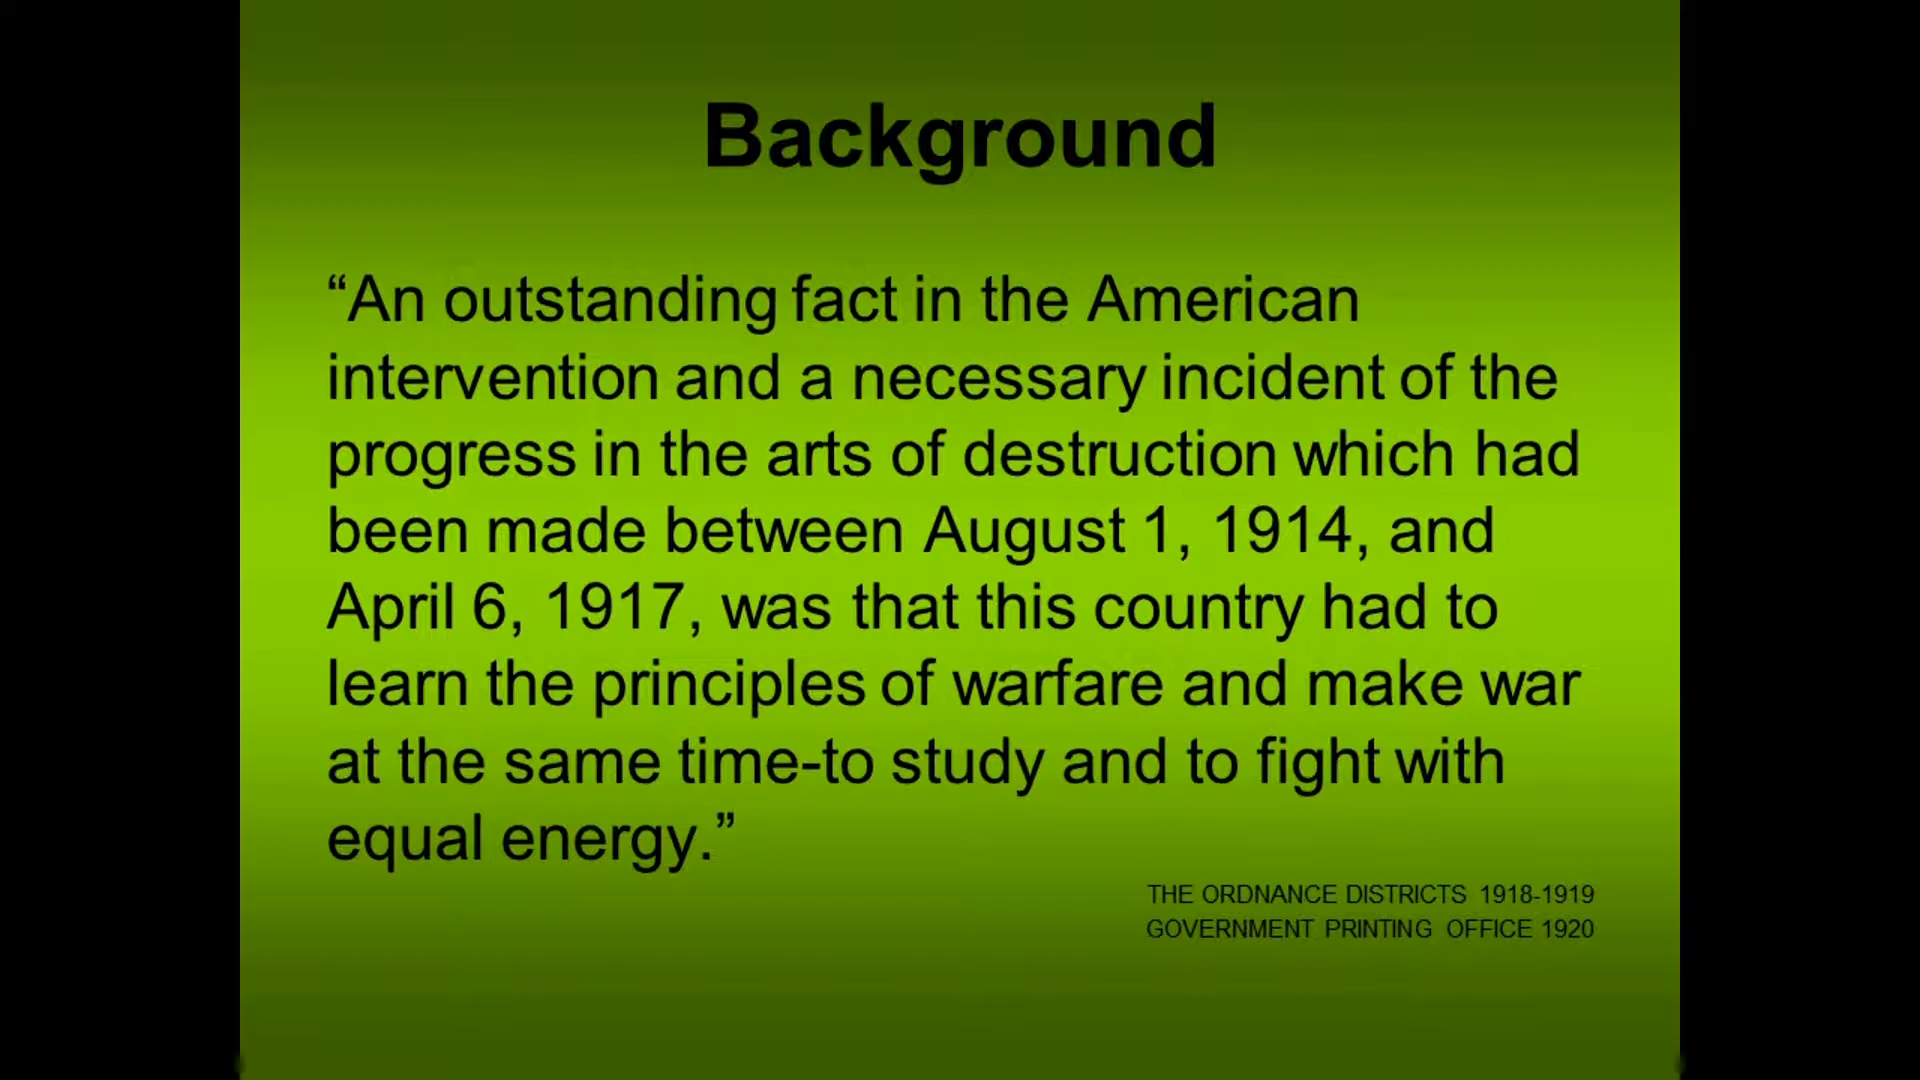 Background
“An outstanding fact in the American
intervention and a necessary incident of the
progress in the arts of destruction which had
been made between August 1, 1914, and
April 6, 1917, was that this country had to
learn the principles of warfare and make war
at the same time-to study and to fight with
equal energy.”
THE ORDNANCE DISTRICTS 1918-1919
GOVERNMENT PRINTING OFFICE 1920